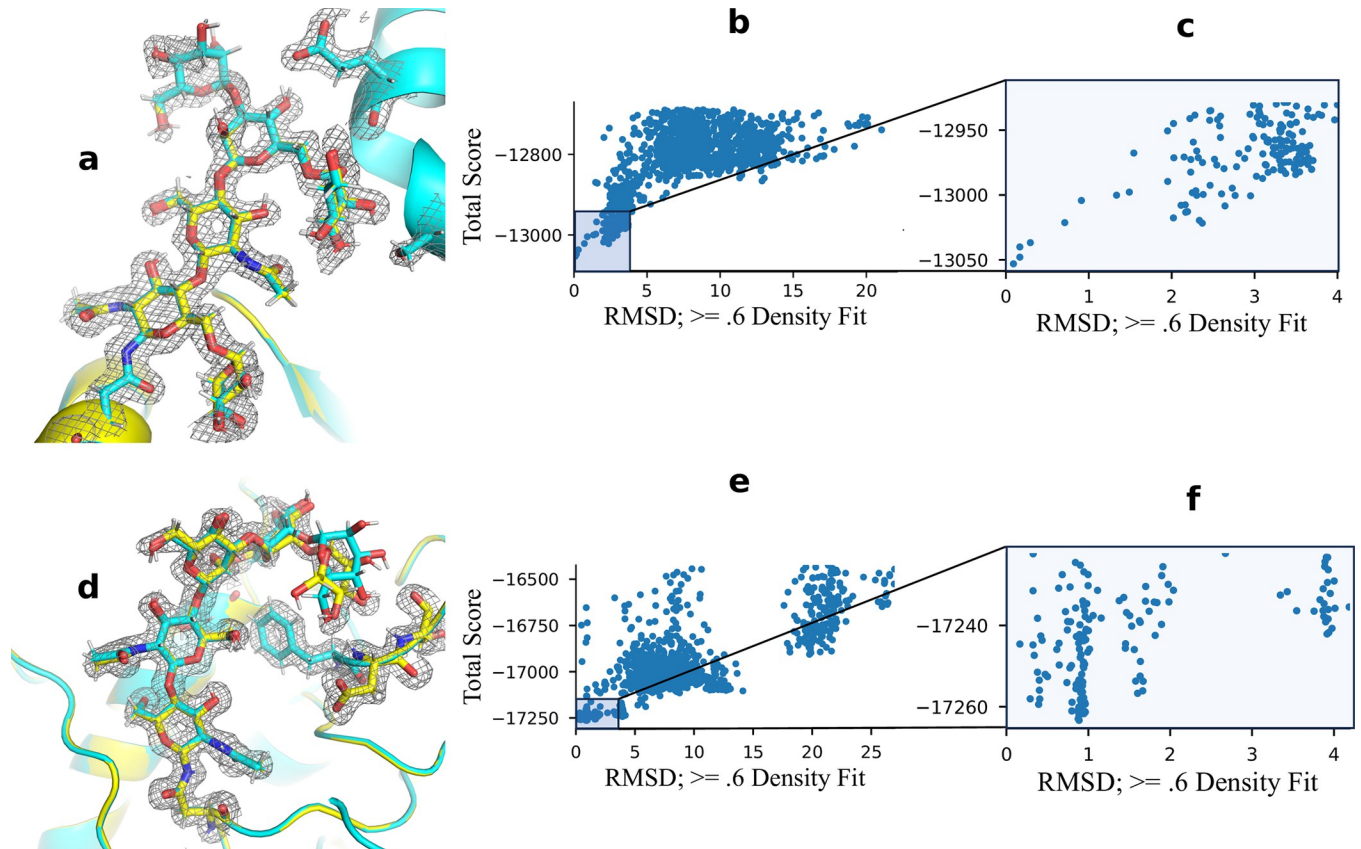 a
b
c
Total Score
−12800
−13000
0
5
10
15
20
RMSD; >= .6 Density Fit
−12950
−13000
−13050
0
1
2
3
4
RMSD; >= .6 Density Fit
d
e
f
Total Score
−16500
−16750
−17000
−17250
0
5
10
15
20
25
RMSD; >= .6 Density Fit
−17240
−17260
0
1
2
3
4
RMSD; >= .6 Density Fit